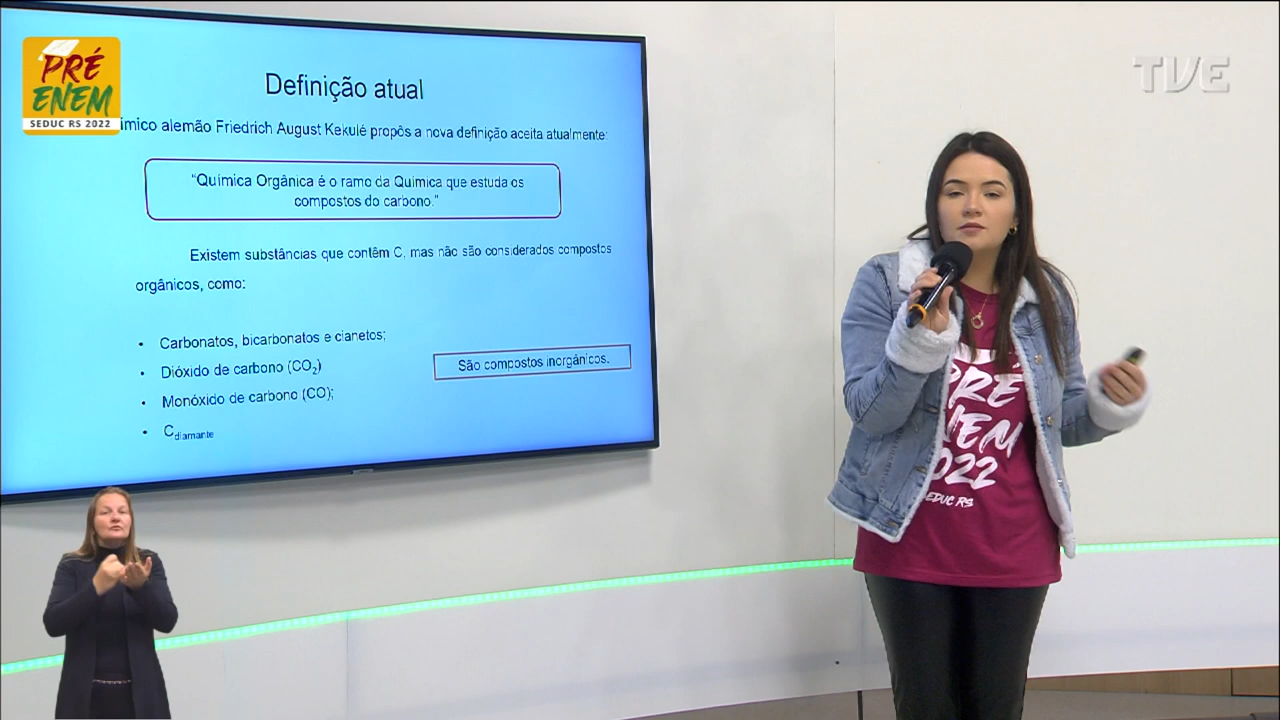 PRÉ
ENEM
SEDUC RS 2022
TVE
Definição atual
ímico alemão Friedrich August Kekulé propôs a nova definição aceita atualmente:
“Química Orgânica é o ramo da Química que estuda os
compostos do carbono.”
Existem substâncias que contêm C, mas não são considerados compostos
orgânicos, como:
• Carbonatos, bicarbonatos e cianetos;
• Dióxido de carbono (CO₂)
• Monóxido de carbono (CO);
• Cdiamante
São compostos inorgânicos.
PRÉ
ENEM
2022
SEDUC RS